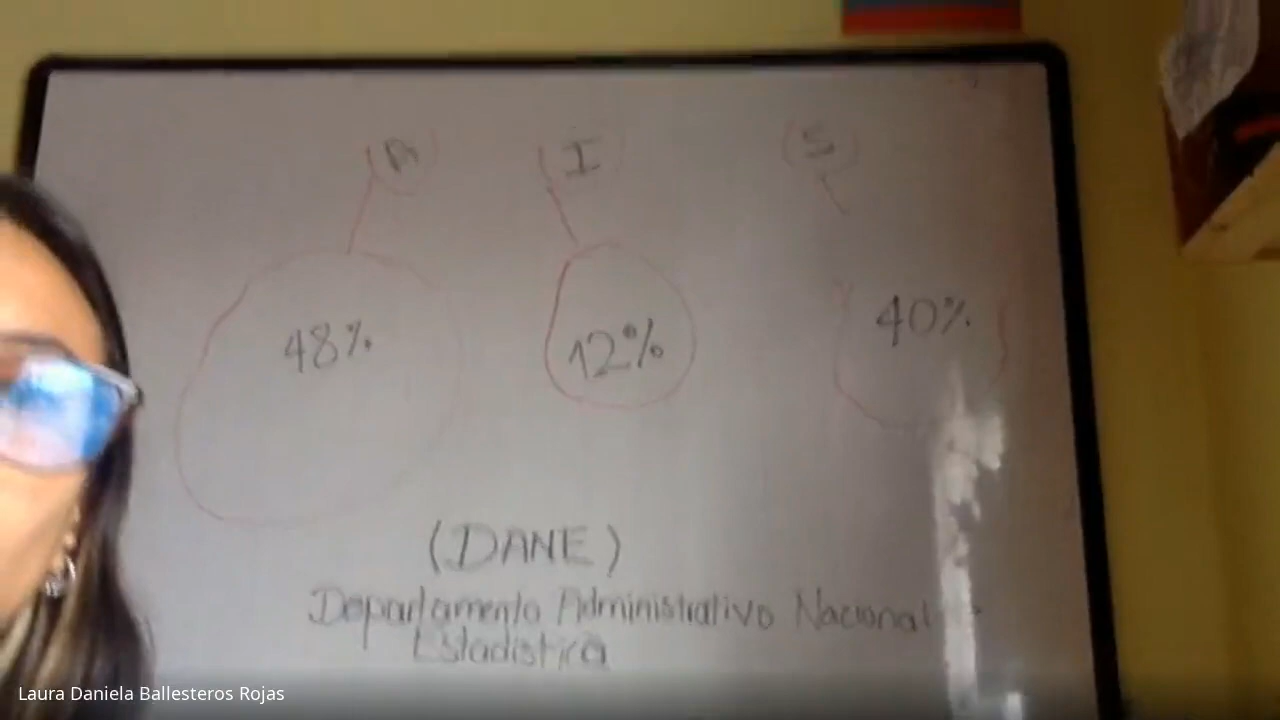 (A) (I) (S)
48% 12% 40%
(DANE)
Departamento Administrativo Nacional
Estadística
Laura Daniela Ballesteros Rojas